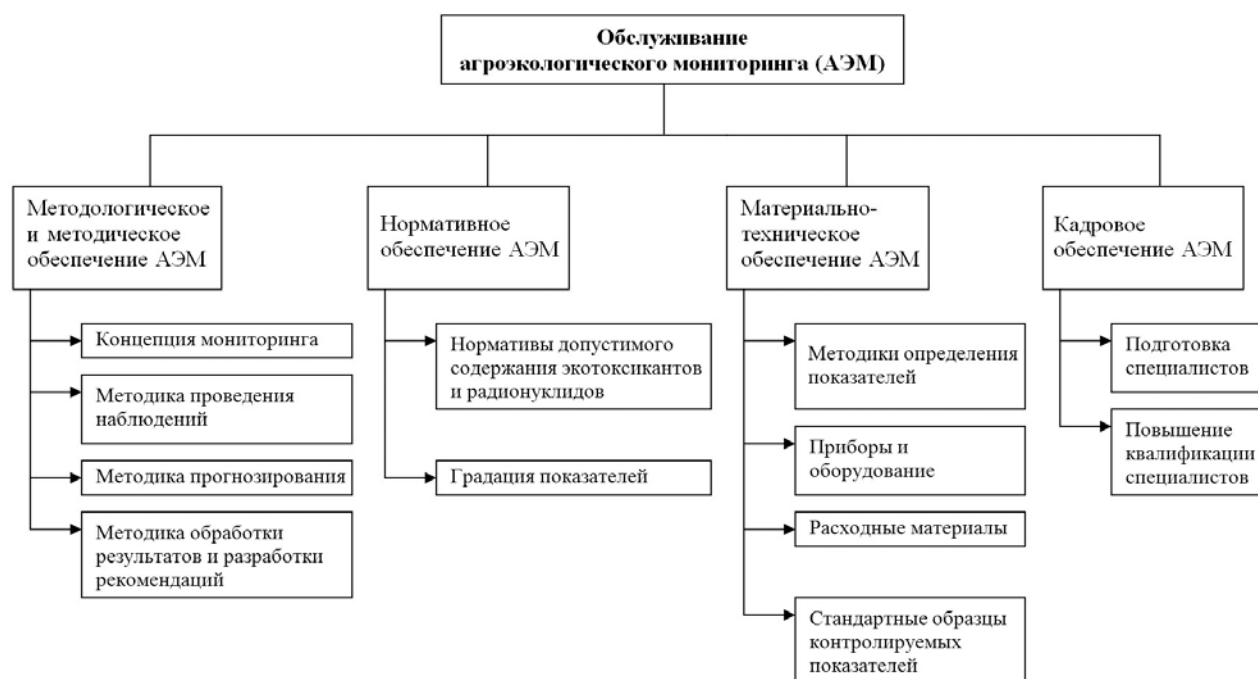 Обслуживание
агроэкологического мониторинга (АЭМ)
Методологическое
и методическое
обеспечение АЭМ
Концепция мониторинга
Методика проведения
наблюдений
Методика прогнозирования
Методика обработки
результатов и разработки
рекомендаций
Нормативное
обеспечение АЭМ
Нормативы допустимого
содержания экотоксикантов
и радионуклидов
Градация показателей
Материально-
техническое
обеспечение АЭМ
Методики определения
показателей
Приборы и
оборудование
Расходные материалы
Стандартные образцы
контролируемых
показателей
Кадровое
обеспечение АЭМ
Подготовка
специалистов
Повышение
квалификации
специалистов